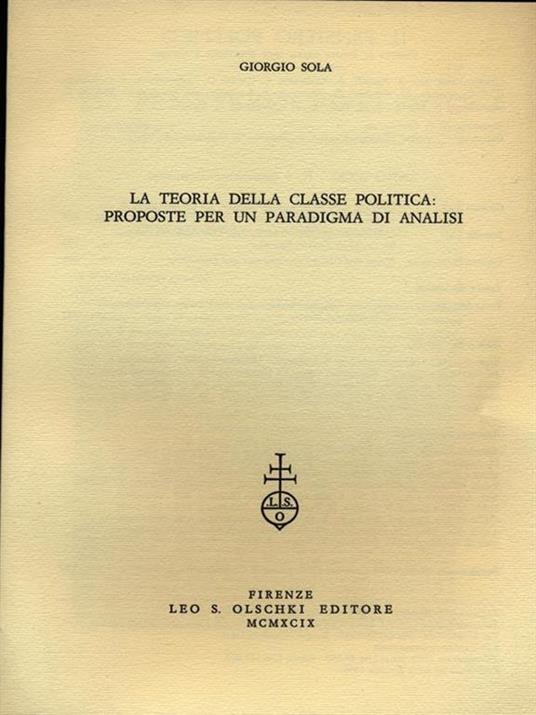 GIORGIO SOLA
LA TEORIA DELLA CLASSE POLITICA:
PROPOSTE PER UN PARADIGMA DI ANALISI
L. S.
O
FIRENZE
LEO S. OLSCHKI EDITORE
MCMXCIX